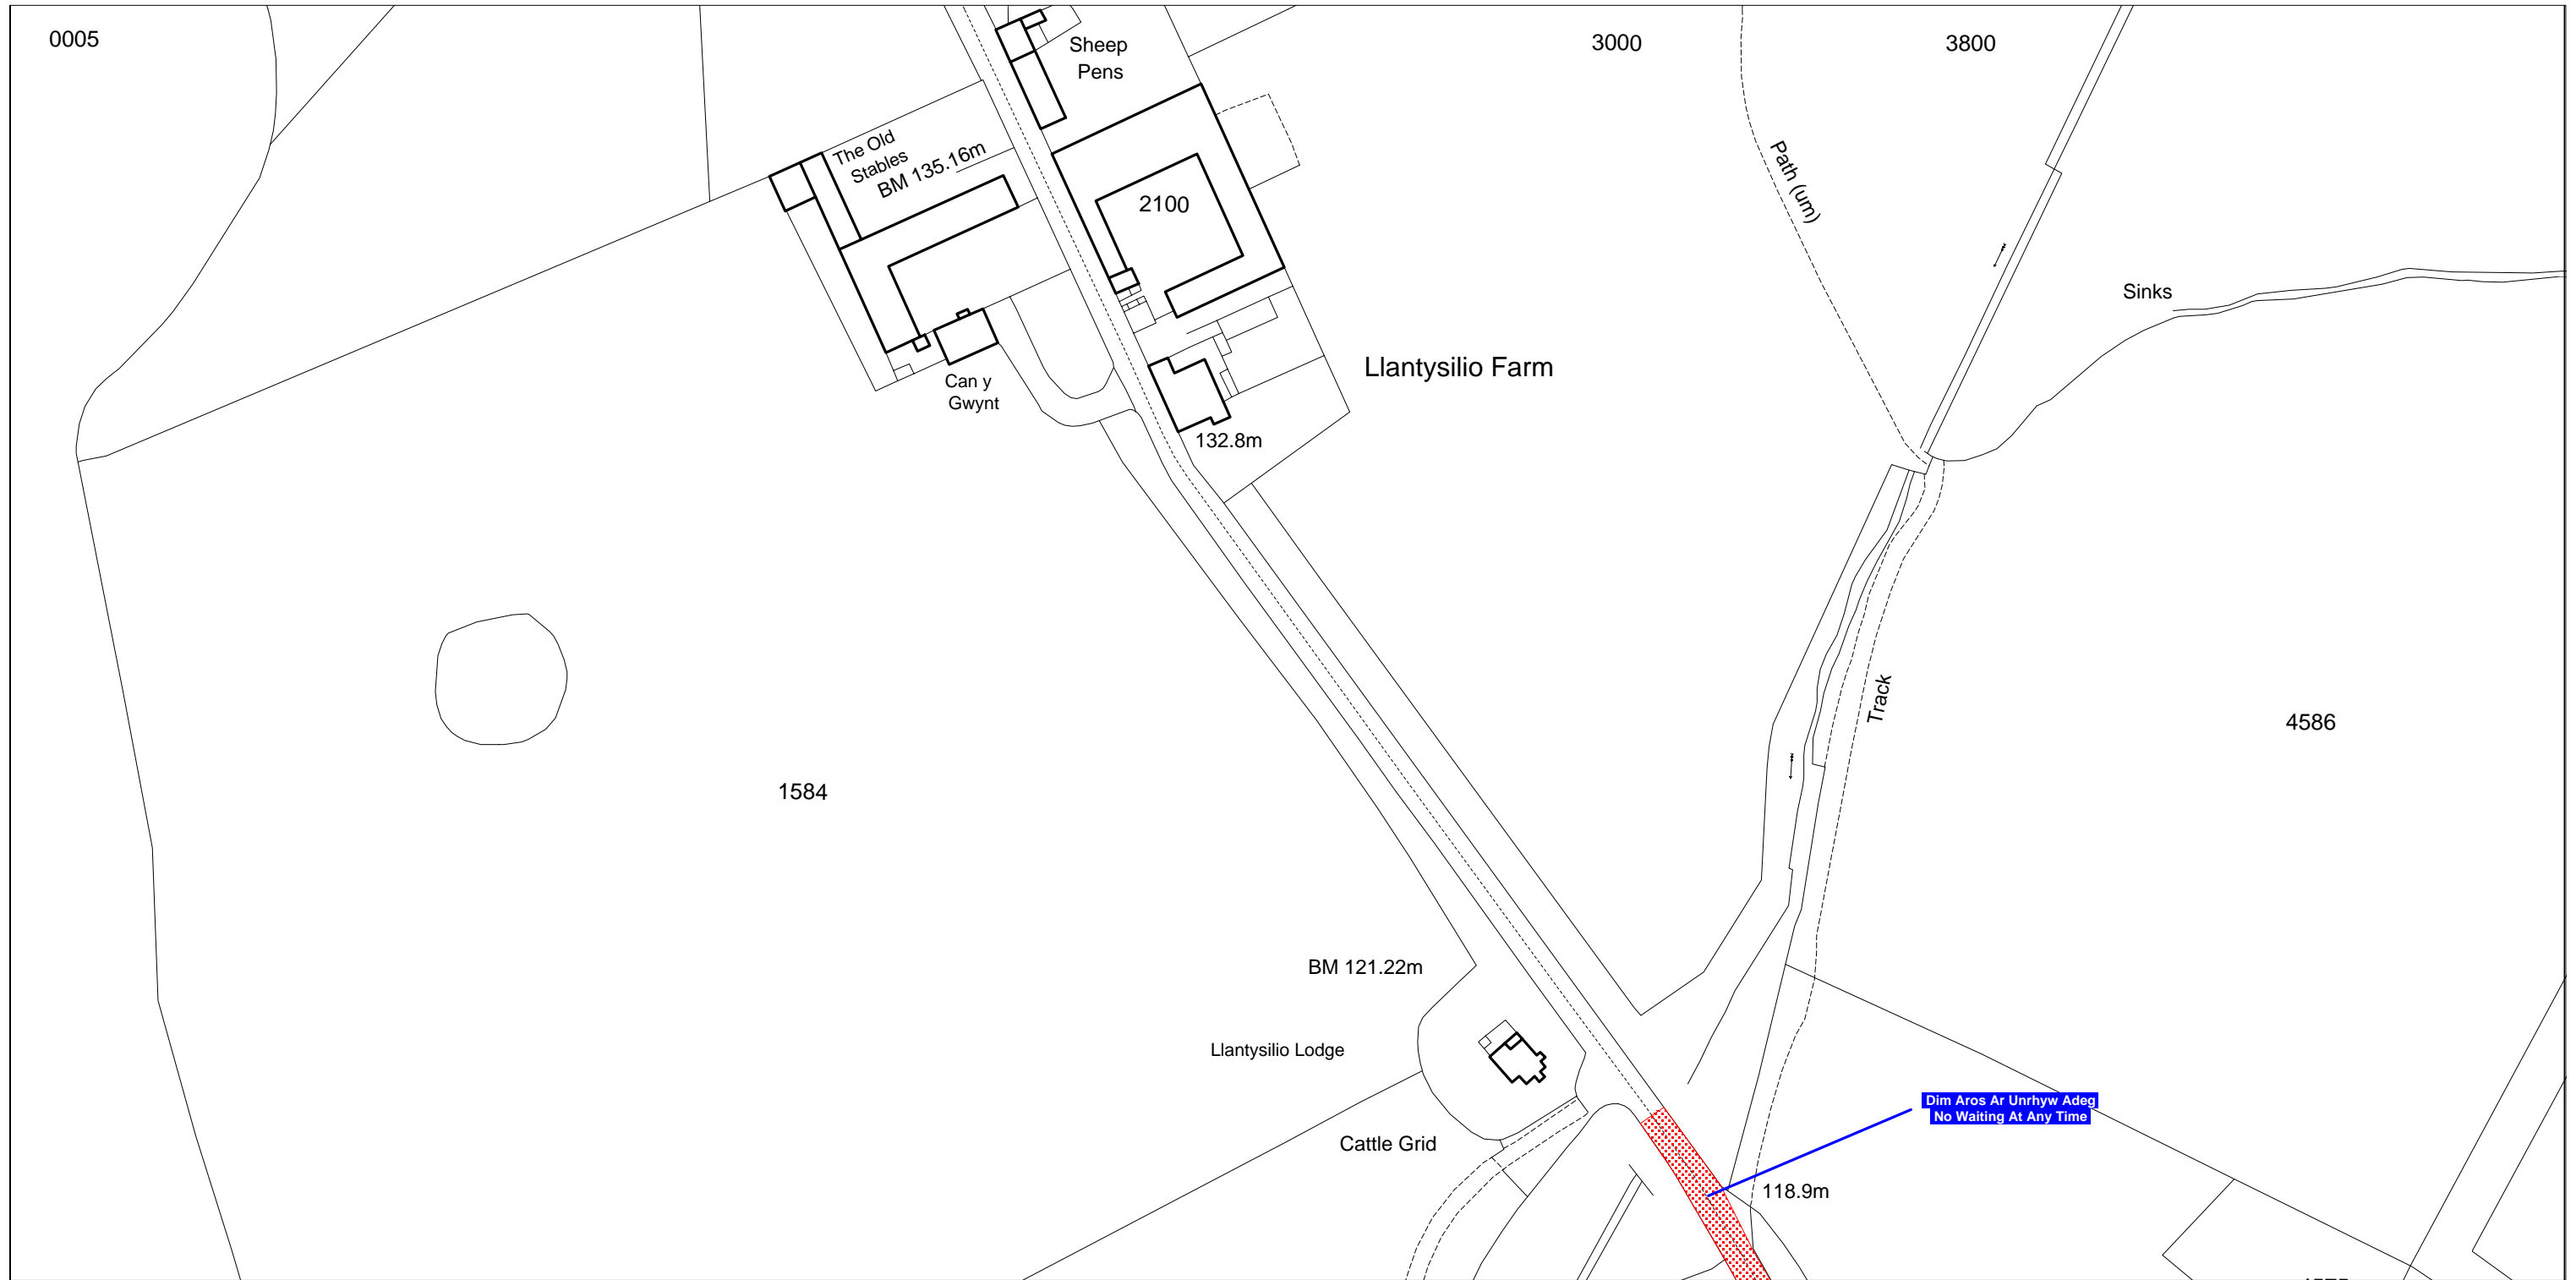 0005
Sheep
Pens
3000
3800
The Old
Stables
BM 135.16m
2100
Path (um)
Sinks
Llantysilio Farm
Can y
Gwynt
132.8m
Track
4586
1584
BM 121.22m
Llantysilio Lodge
Dim Aros Ar Unrhyw Adeg
No Waiting At Any Time
Cattle Grid
118.9m